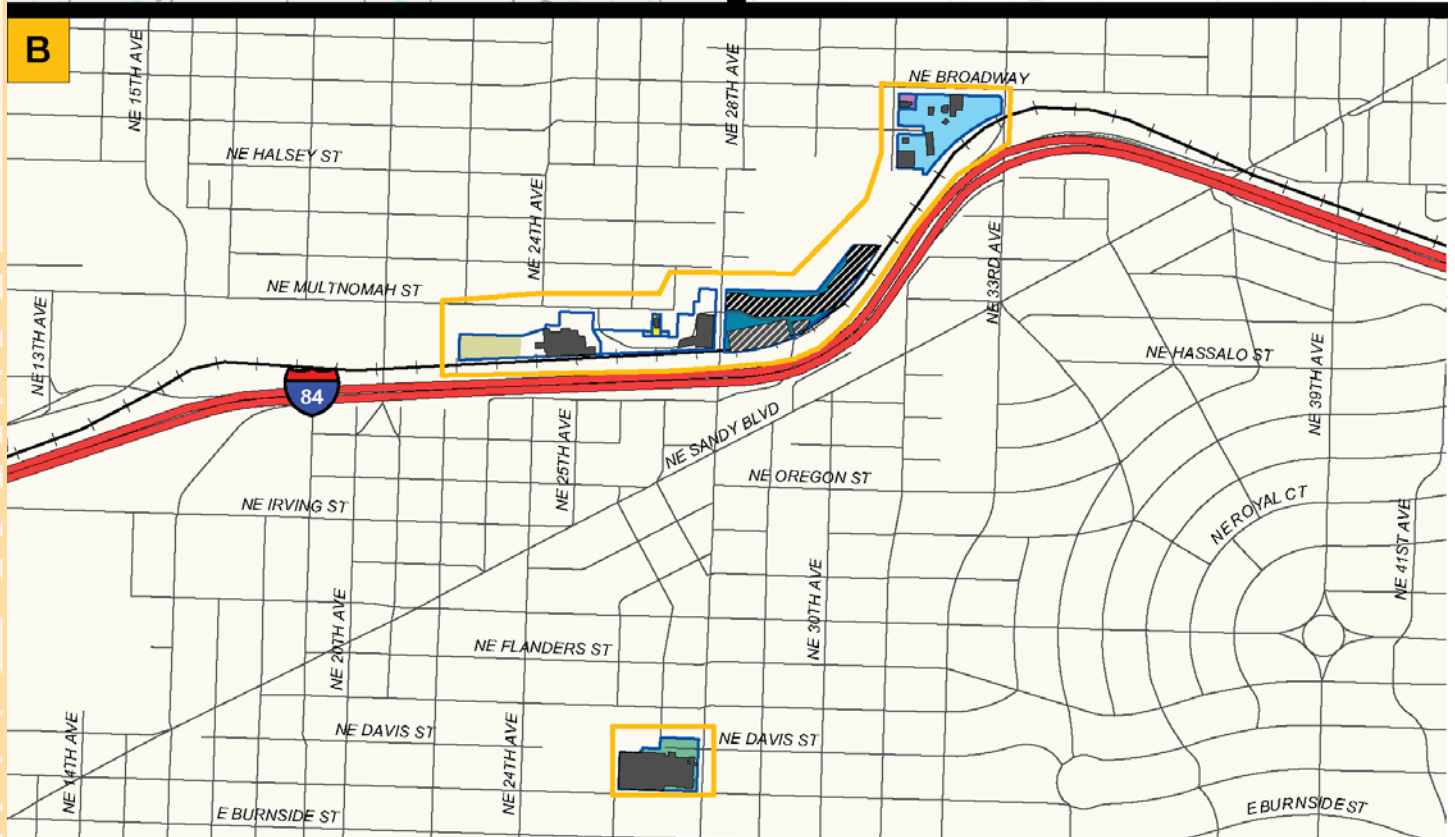 B
NE 15TH AVE
NE 28TH AVE
NE BROADWAY
NE HALSEY ST
NE 24TH AVE
NE 33RD AVE
NE MULTNOMAH ST
NE 13TH AVE
NE HASSALO ST
NE 39TH AVE
84
NE SANDY BLVD
NE 25TH AVE
NE OREGON ST
NE IRVING ST
NE ROYAL CT
NE 41ST AVE
NE 20TH AVE
NE 30TH AVE
NE FLANDERS ST
NE DAVIS ST
NE DAVIS ST
NE 14TH AVE
NE 24TH AVE
E BURNSIDE ST
E BURNSIDE ST